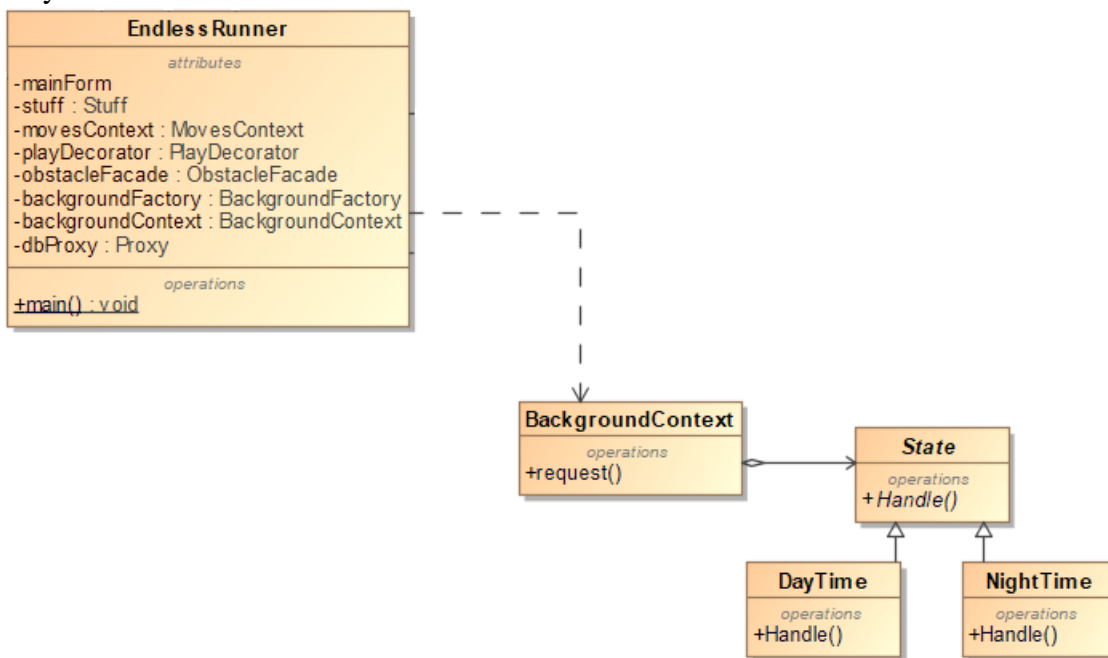 EndlessRunner
attributes
-mainForm
-stuff : Stuff
-movesContext : MovesContext
-playDecorator : PlayDecorator
-obstacleFacade : ObstacleFacade
-backgroundFactory : BackgroundFactory
-backgroundContext : BackgroundContext
-dbProxy : Proxy
operations
+main() : void
BackgroundContext
operations
+request()
State
operations
+Handle()
DayTime
operations
+Handle()
NightTime
operations
+Handle()